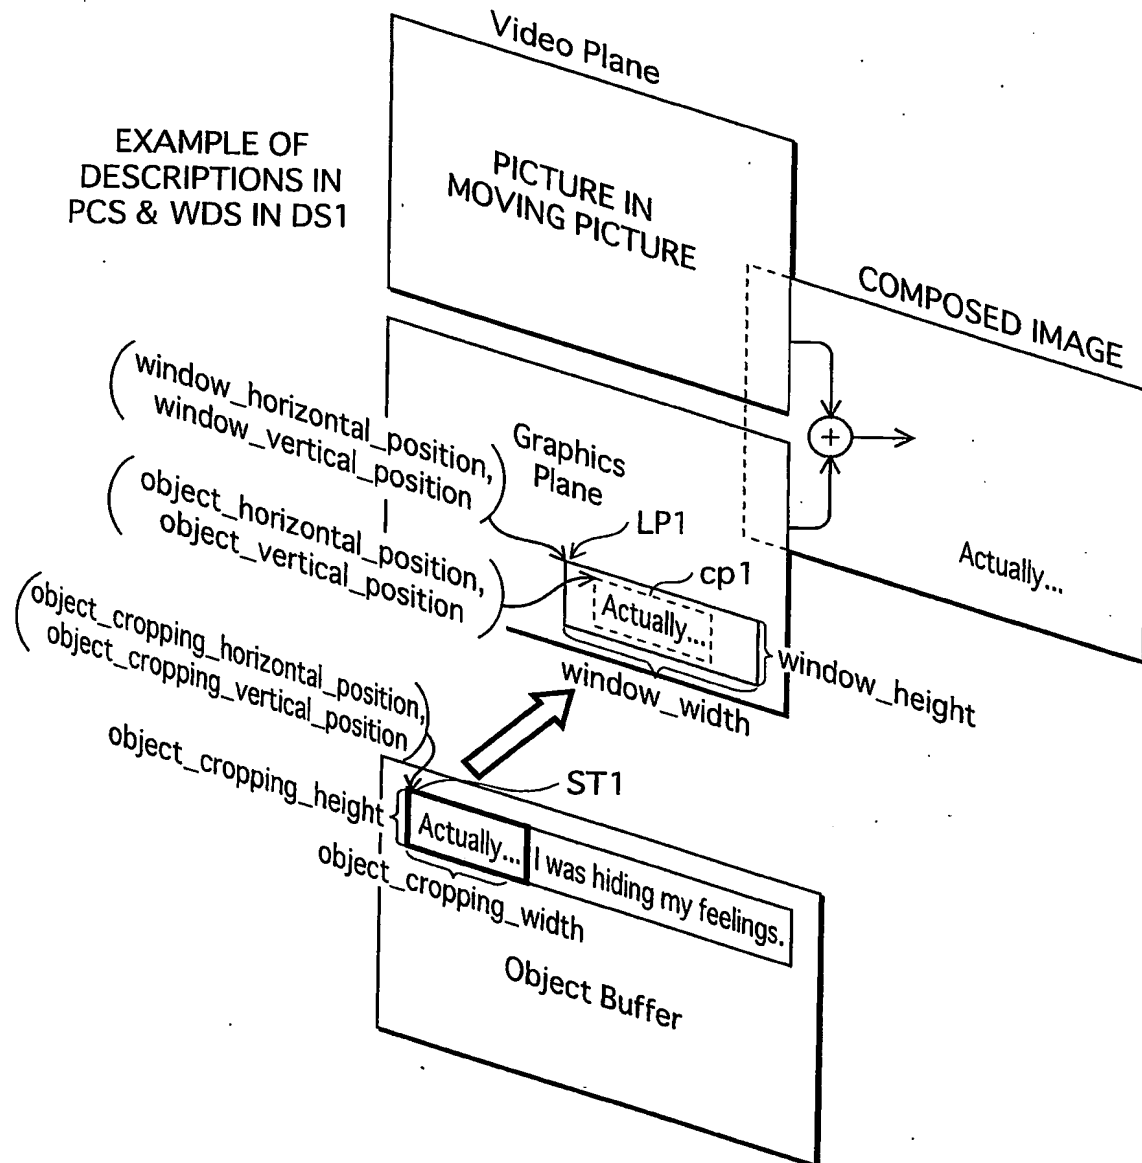 Video Plane
EXAMPLE OF
DESCRIPTIONS IN
PCS & WDS IN DS1
PICTURE IN
MOVING PICTURE
COMPOSED IMAGE
(window_horizontal_position,
window_vertical_position)
Graphics
Plane
(object_horizontal_position,
object_vertical_position)
LP1
cp1
+
Actually...
Actually...
window_height
window_width
(object_cropping_horizontal_position,
object_cropping_vertical_position)
object_cropping_height
ST1
Actually... I was hiding my feelings.
object_cropping_width
Object Buffer